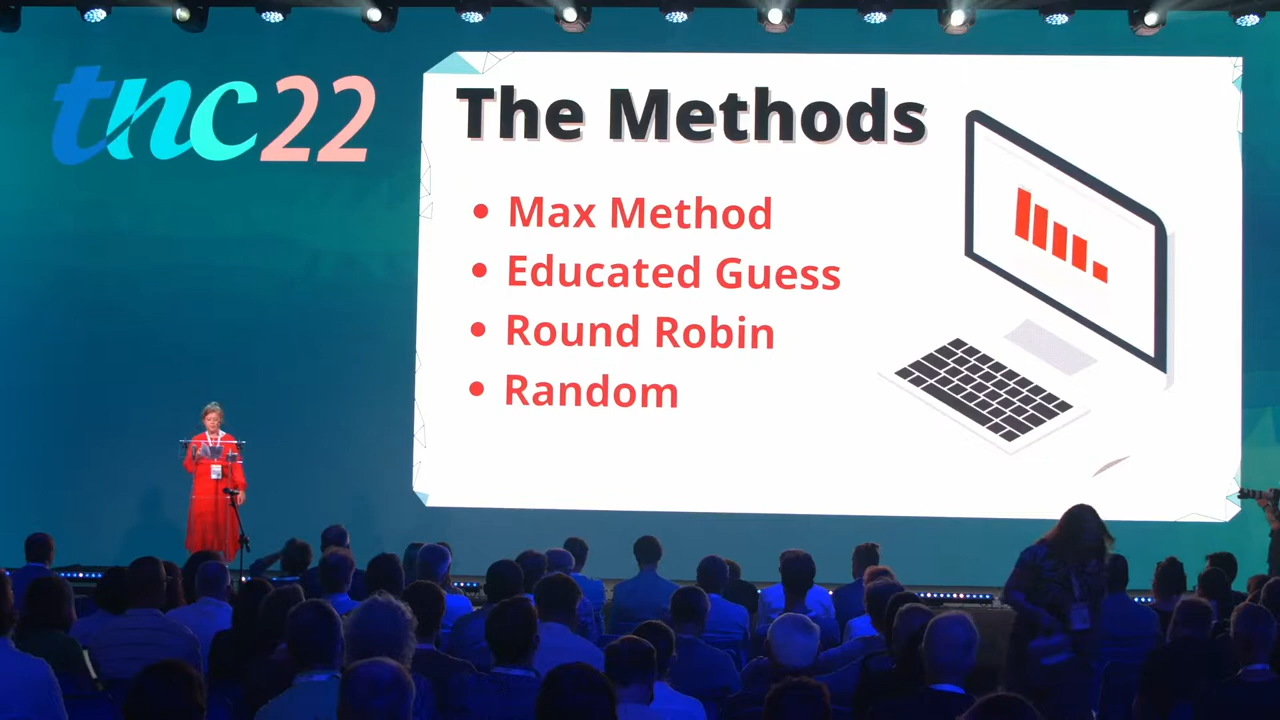 tnc22
The Methods
• Max Method
• Educated Guess
• Round Robin
• Random